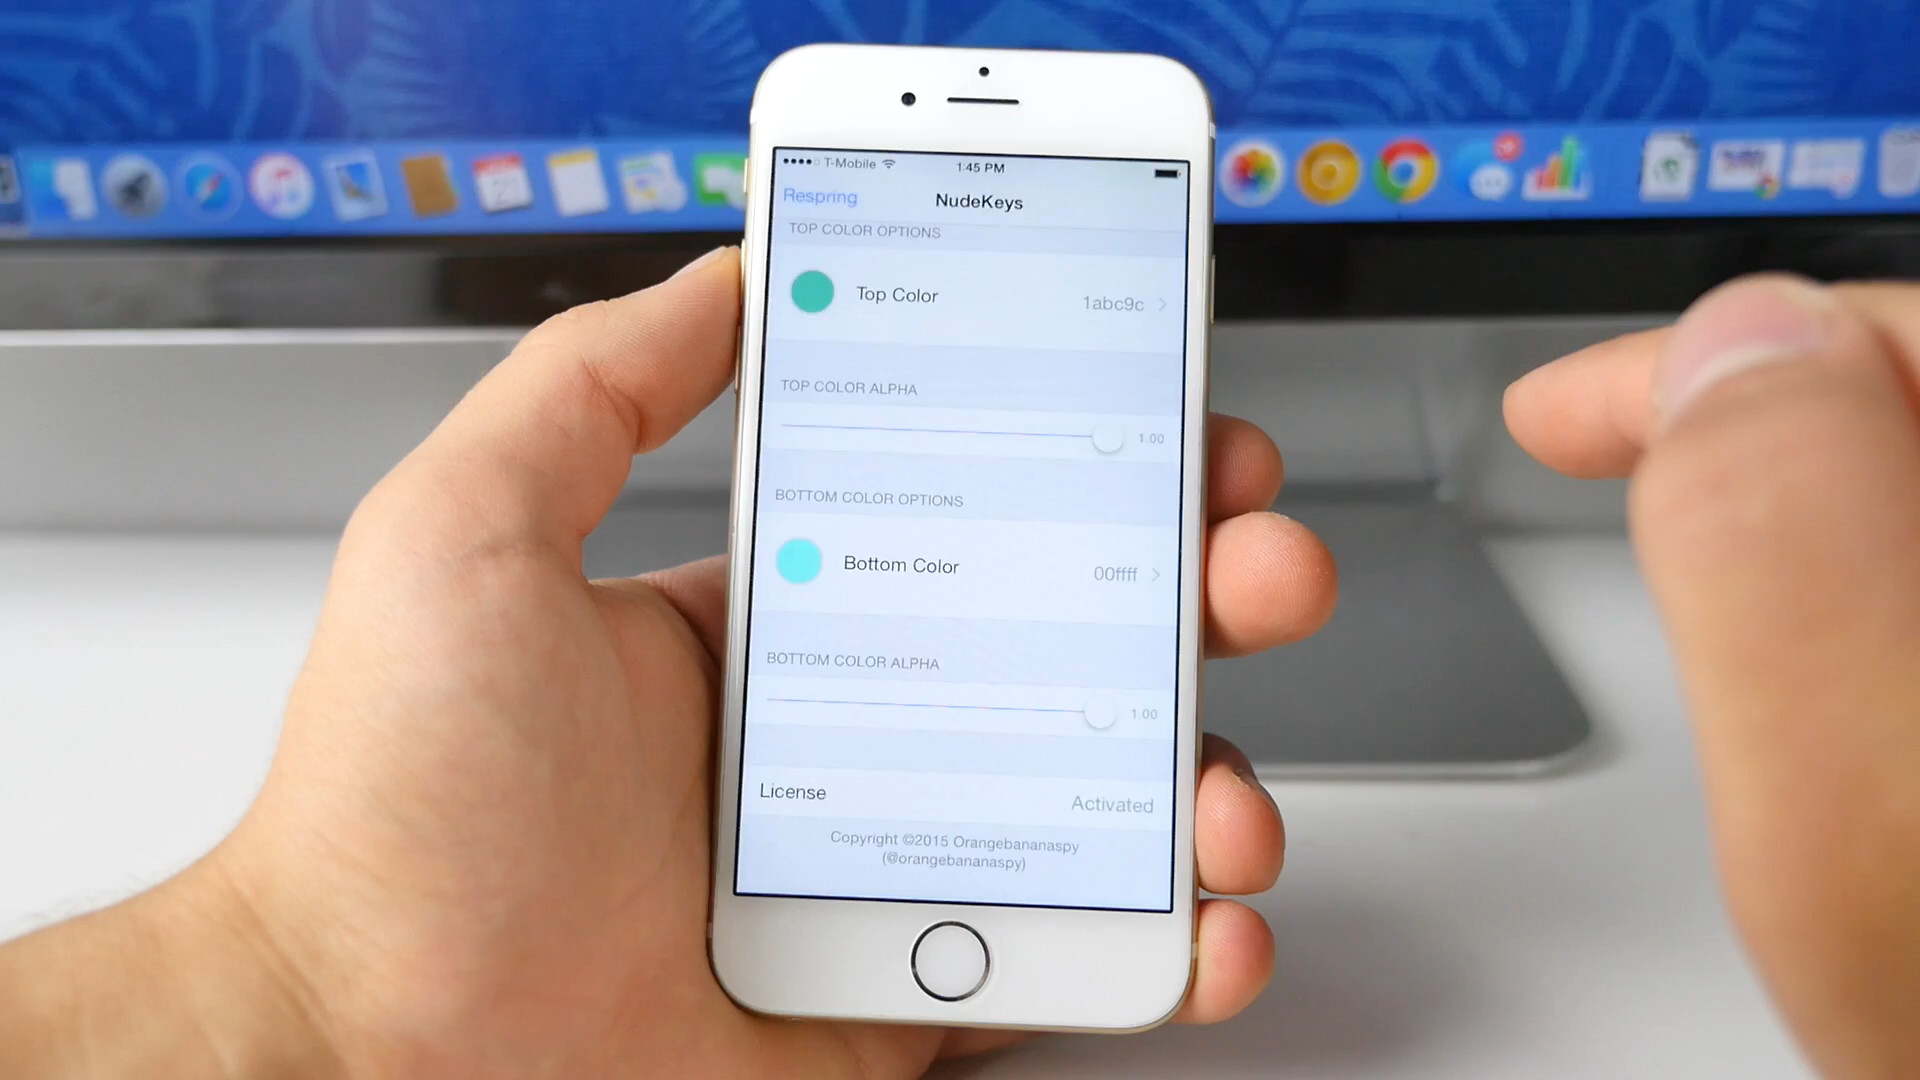 T-Mobile 1:45 PM
Respring NudeKeys
TOP COLOR OPTIONS
Top Color 1abc9c
TOP COLOR ALPHA
1.00
BOTTOM COLOR OPTIONS
Bottom Color 00ffff
BOTTOM COLOR ALPHA
1.00
License Activated
Copyright ©2015 Orangebananaspy
(@orangebananaspy)